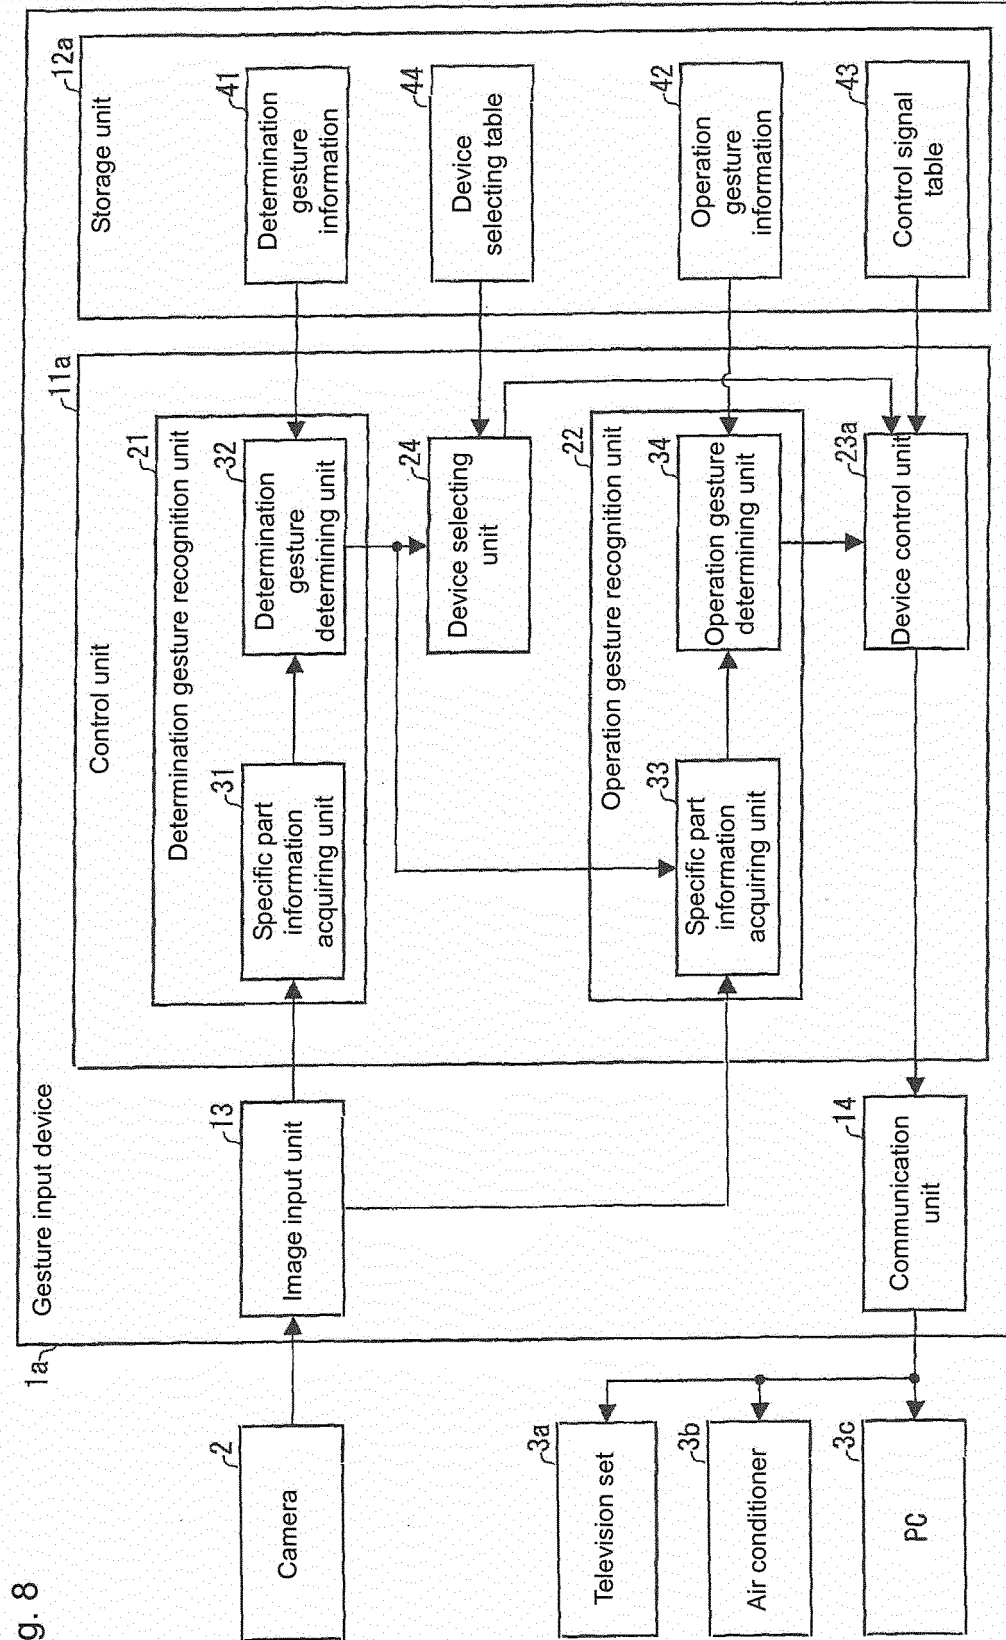 g. 8
1a
Gesture input device
2
Camera
13
Image input unit
11a
Control unit
21
Determination gesture recognition unit
31
Specific part
information
acquiring unit
32
Determination
gesture
determining unit
24
Device selecting
unit
22
Operation gesture recognition unit
33
Specific part
information
acquiring unit
34
Operation gesture
determining unit
23a
Device control unit
12a
Storage unit
41
Determination
gesture
information
44
Device
selecting table
42
Operation
gesture
information
43
Control signal
table
14
Communication
unit
3a
Television set
3b
Air conditioner
3c
PC